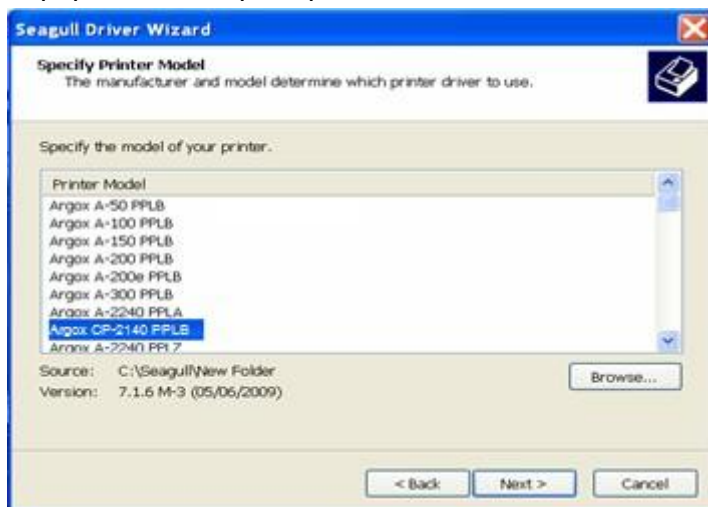 Seagull Driver Wizard
Specify Printer Model
The manufacturer and model determine which printer driver to use.
Specify the model of your printer.
Printer Model
Argox A-50 PPLB
Argox A-100 PPLB
Argox A-150 PPLB
Argox A-200 PPLB
Argox A-200e PPLB
Argox A-300 PPLB
Argox A-2240 PPLA
Argox CP-2140 PPLB
Argox A-2240 PPLZ
Source: C:\Seagull\New Folder
Browse...
Version: 7.1.6 M-3 (05/06/2009)
< Back Next > Cancel